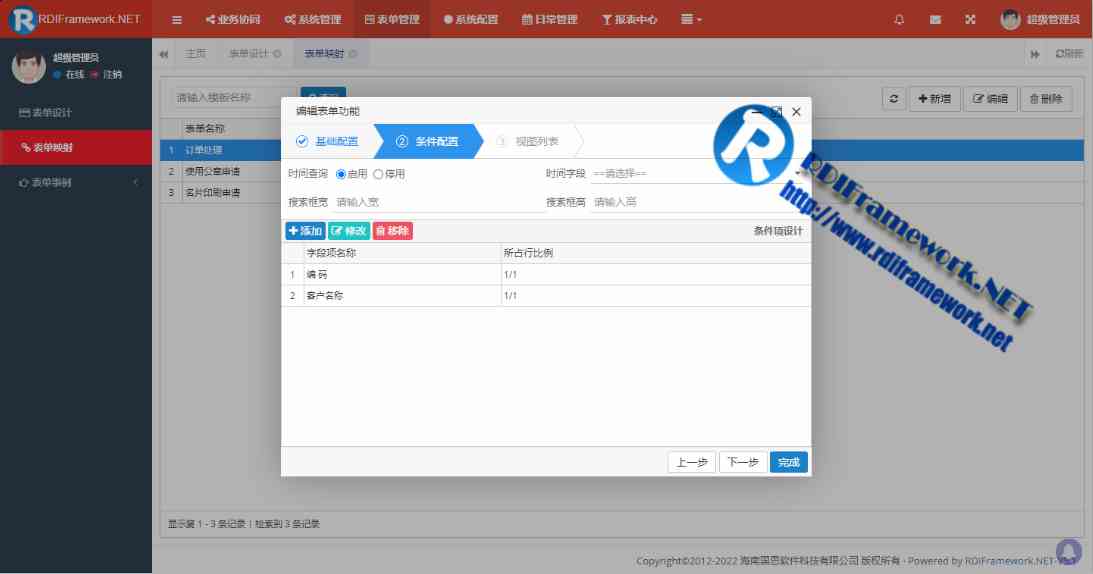 RDIFramework.NET
业务协同
系统管理
表单管理
系统配置
日常管理
报表中心
超级管理员
超级管理员
在线 注销
主页
表单设计
表单映射
刷新
表单设计
表单映射
表单事例
请输入模板名称
新增
编辑
删除
表单名称
1 订单处理
2 使用公章申请
3 名片印刷申请
编辑表单功能
基础配置
2 条件配置
3 视图列表
时间查询 启用 停用
时间字段 ==请选择==
搜索框宽 请输入宽
搜索框高 请输入高
添加 修改 移除
条件项设计
字段项名称 所占行比例
1 编码 1/1
2 客户名称 1/1
上一步 下一步 完成
RDIFramework.NET
http://www.rdiframework.net
显示第 1 - 3 条记录 | 检索到 3 条记录
Copyright©2012-2022 海南国思软件科技有限公司 版权所有 - Powered by RDIFramework.NET